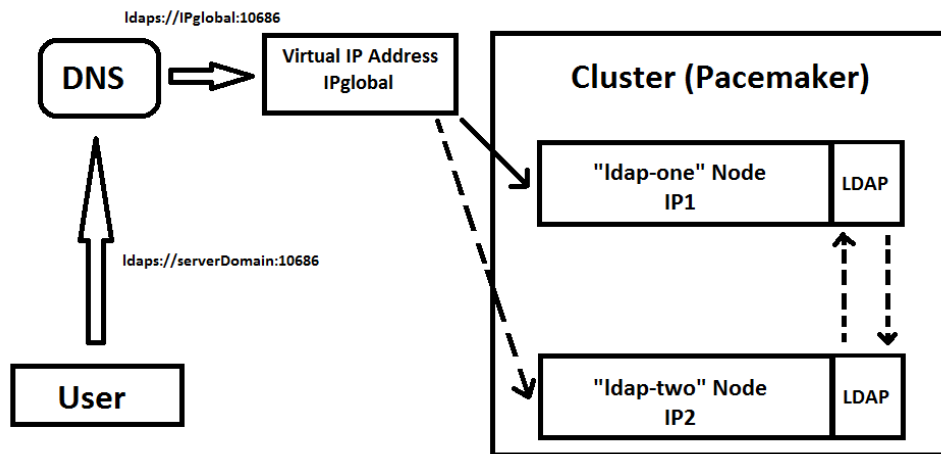 ldaps://IPglobal:10686
DNS
Virtual IP Address
IPglobal
Cluster (Pacemaker)
"ldap-one" Node
IP1
LDAP
ldaps://serverDomain:10686
User
"ldap-two" Node
IP2
LDAP